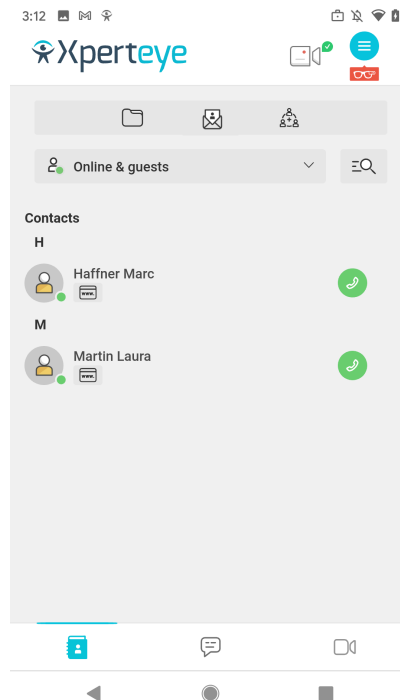 3:12
Xperteye
Online & guests
Contacts
H
Haffner Marc
www.
M
Martin Laura
www.